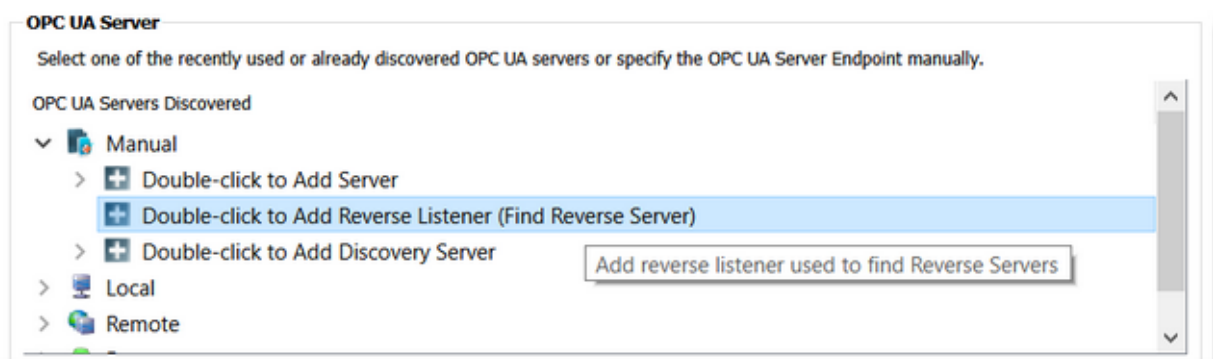 OPC UA Server
Select one of the recently used or already discovered OPC UA servers or specify the OPC UA Server Endpoint manually.
OPC UA Servers Discovered
Manual
Double-click to Add Server
Double-click to Add Reverse Listener (Find Reverse Server)
Double-click to Add Discovery Server
Add reverse listener used to find Reverse Servers
Local
Remote